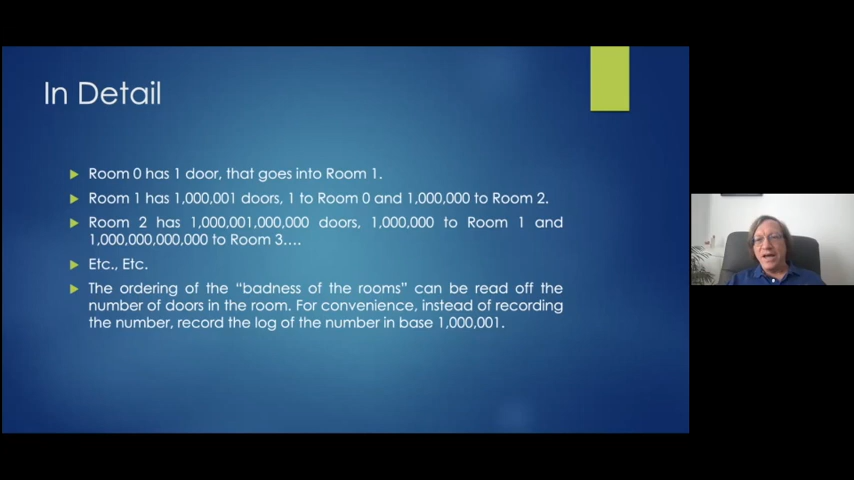 In Detail
Room 0 has 1 door, that goes into Room 1.
Room 1 has 1,000,001 doors, 1 to Room 0 and 1,000,000 to Room 2.
Room 2 has 1,000,001,000,000 doors, 1,000,000 to Room 1 and
1,000,000,000,000 to Room 3....
Etc., Etc.
The ordering of the “badness of the rooms” can be read off the
number of doors in the room. For convenience, instead of recording
the number, record the log of the number in base 1,000,001.